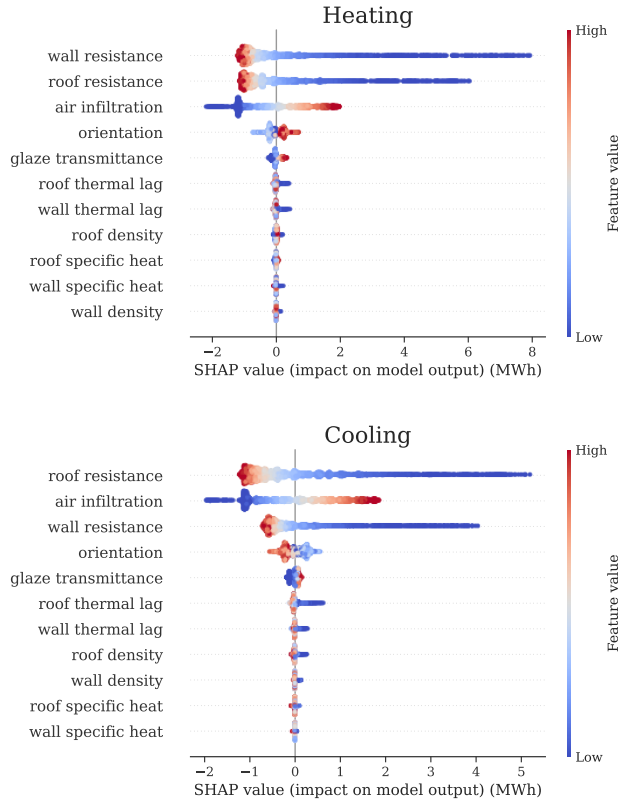 Heating
High
wall resistance
roof resistance
air infiltration
orientation
glaze transmittance
roof thermal lag
wall thermal lag
roof density
roof specific heat
wall specific heat
wall density
Feature value
Low
−2 0 2 4 6 8
SHAP value (impact on model output) (MWh)
Cooling
High
roof resistance
air infiltration
wall resistance
orientation
glaze transmittance
roof thermal lag
wall thermal lag
roof density
wall density
roof specific heat
wall specific heat
Feature value
Low
−2 −1 0 1 2 3 4 5
SHAP value (impact on model output) (MWh)